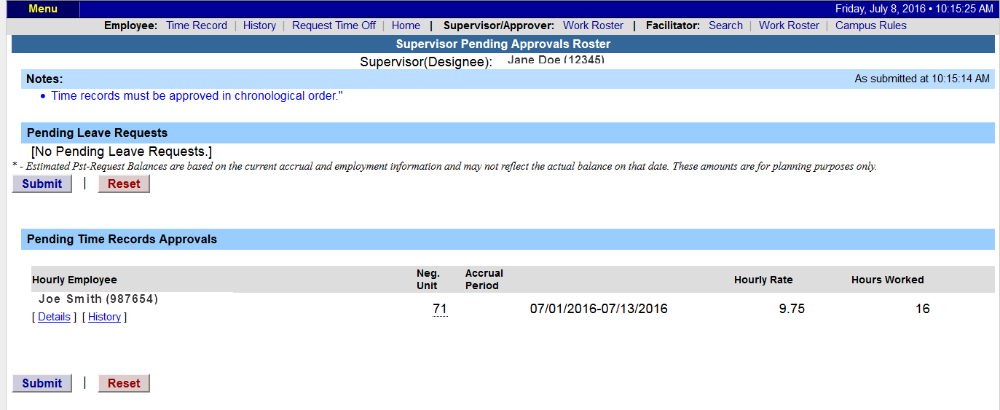 Menu Friday, July 8, 2016 • 10:15:25 AM
Employee: Time Record | History | Request Time Off | Home | Supervisor/Approver: Work Roster | Facilitator: Search | Work Roster | Campus Rules
Supervisor Pending Approvals Roster
Supervisor(Designee): Jane Doe (12345)
Notes: As submitted at 10:15:14 AM
• Time records must be approved in chronological order."
Pending Leave Requests
[No Pending Leave Requests.]
* - Estimated Pst-Request Balances are based on the current accrual and employment information and may not reflect the actual balance on that date. These amounts are for planning purposes only.
Submit | Reset
Pending Time Records Approvals
Hourly Employee Neg. Unit Accrual Period Hourly Rate Hours Worked
Joe Smith (987654)
71 07/01/2016-07/13/2016 9.75 16
[ Details ] [ History ]
Submit | Reset